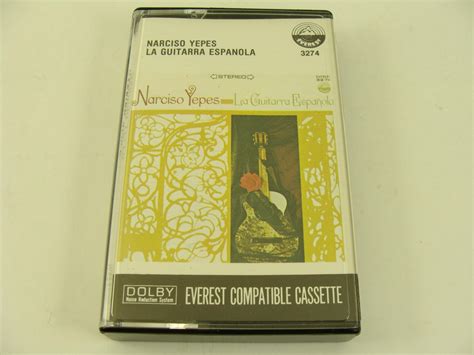 NARCISO YEPES
LA GUITARRA ESPANOLA
EVEREST
3274
STEREO
Narciso Yepes—La Guitarra Española
DOLBY
Noise Reduction System
EVEREST COMPATIBLE CASSETTE